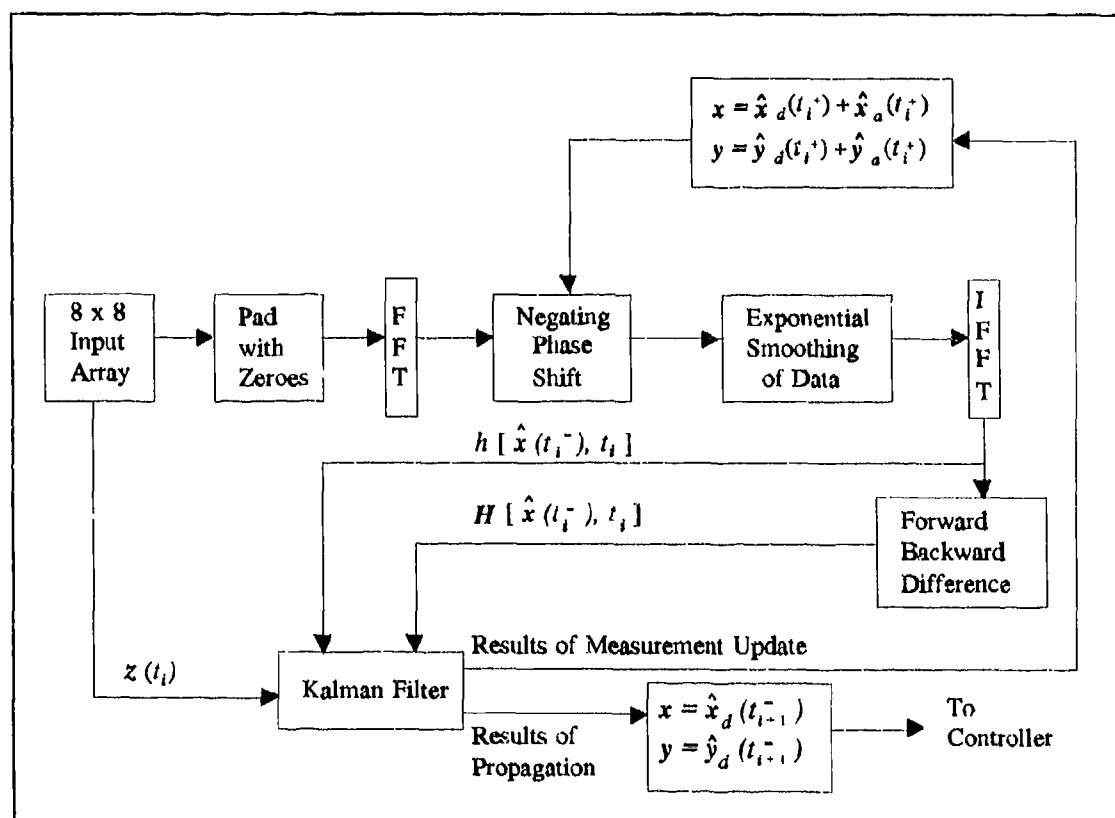 x = x̂_d(t_i⁺) + x̂_a(t_i⁺)
y = ŷ_d(t_i⁺) + ŷ_a(t_i⁺)
8 x 8
Input
Array
Pad
with
Zeroes
F
F
T
Negating
Phase
Shift
Exponential
Smoothing
of Data
I
F
F
T
h [ x̂ (t_i⁻), t_i ]
H [ x̂ (t_i⁻), t_i ]
Forward
Backward
Difference
z (t_i)
Kalman Filter
Results of Measurement Update
Results of
Propagation
x = x̂_d (t_{i+1}⁻)
y = ŷ_d (t_{i+1}⁻)
To
Controller